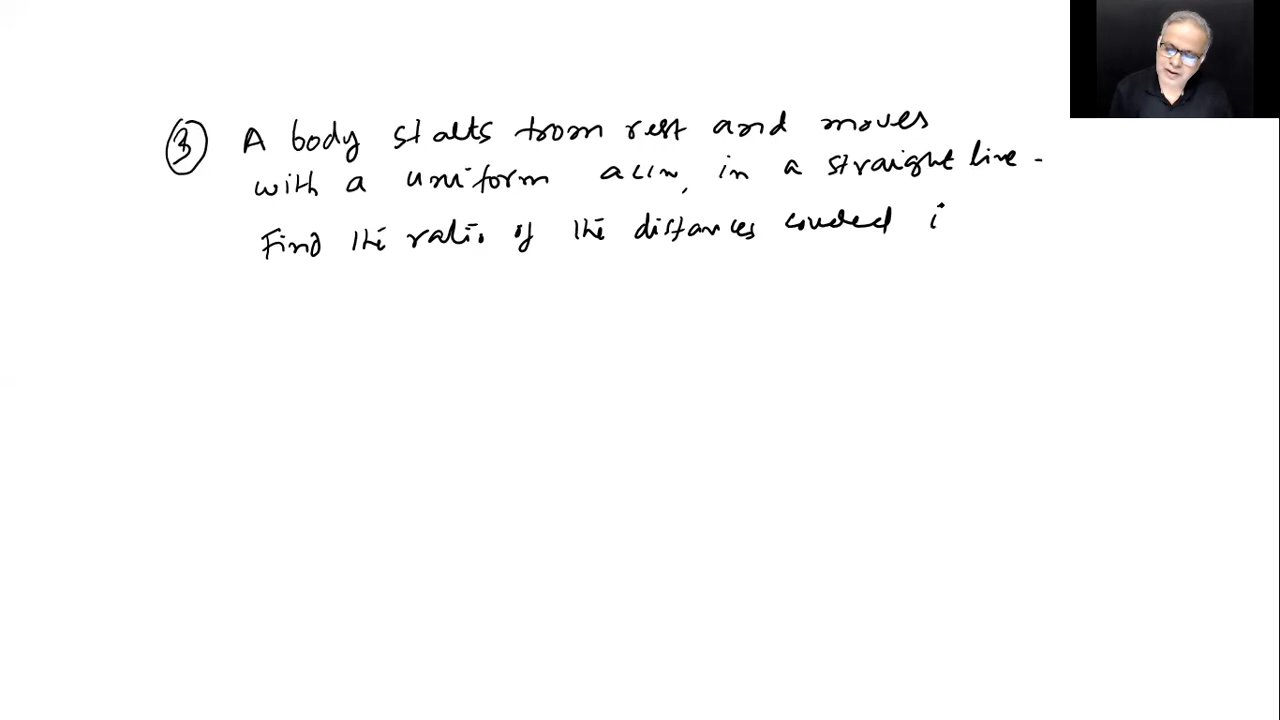 3 A body starts from rest and moves
with a uniform accn, in a straight line.
Find the ratio of the distances covered i